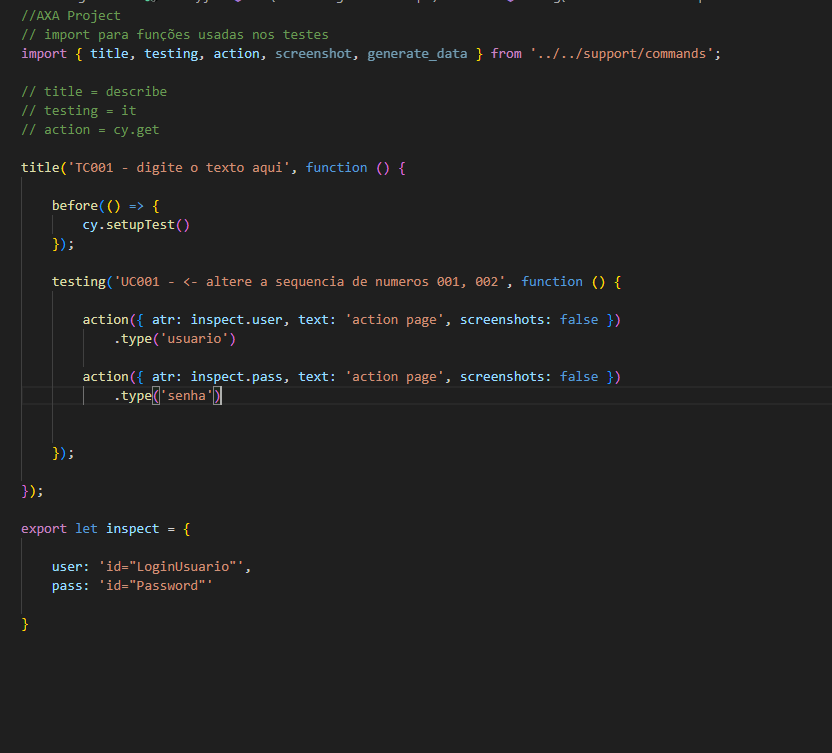 //AXA Project
// import para funções usadas nos testes
import { title, testing, action, screenshot, generate_data } from '../../support/commands';
// title = describe
// testing = it
// action = cy.get
title('TC001 - digite o texto aqui', function () {
before(() => {
cy.setupTest()
});
testing('UC001 - <- altere a sequencia de numeros 001, 002', function () {
action({ atr: inspect.user, text: 'action page', screenshots: false })
.type('usuario')
action({ atr: inspect.pass, text: 'action page', screenshots: false })
.type('senha')
});
});
export let inspect = {
user: 'id="LoginUsuario"',
pass: 'id="Password"'
}